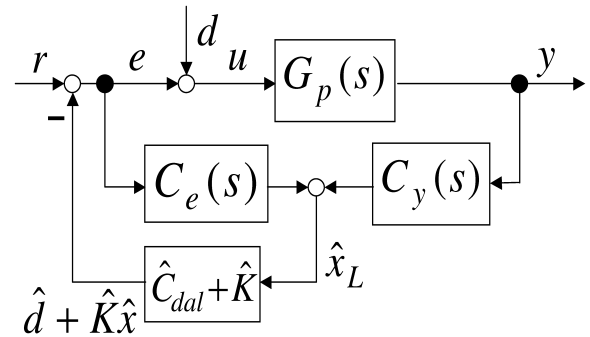 r
e
d
u
G_p(s)
y
-
C_e(s)
C_y(s)
x̂_L
Ĉ_dal+K̂
d̂ + K̂x̂